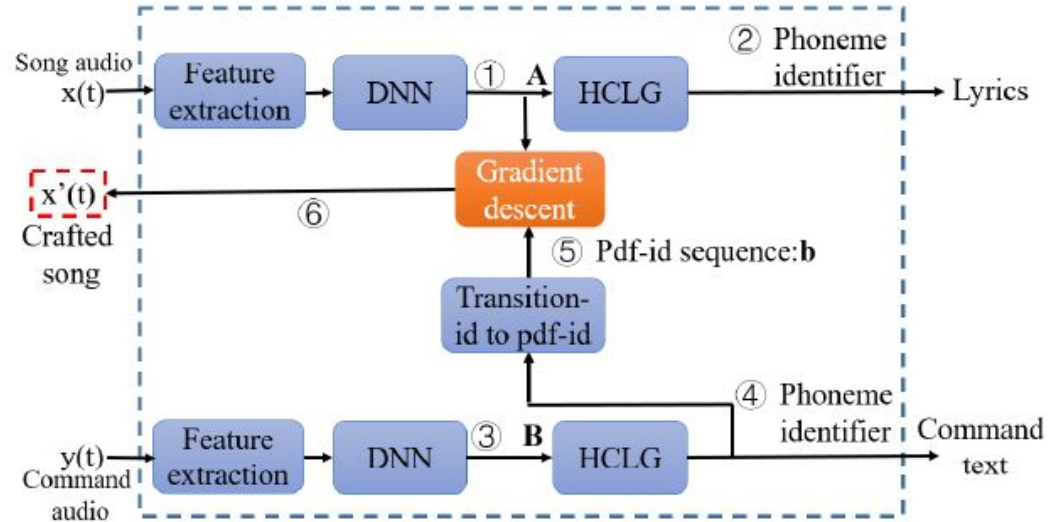 Song audio
x(t)
Feature
extraction
DNN
①
A
HCLG
② Phoneme
identifier
Lyrics
x’(t)
Crafted
song
⑥
Gradient
descent
⑤ Pdf-id sequence:b
Transition-
id to pdf-id
④ Phoneme
identifier
y(t)
Command
audio
Feature
extraction
DNN
③
B
HCLG
Command
text